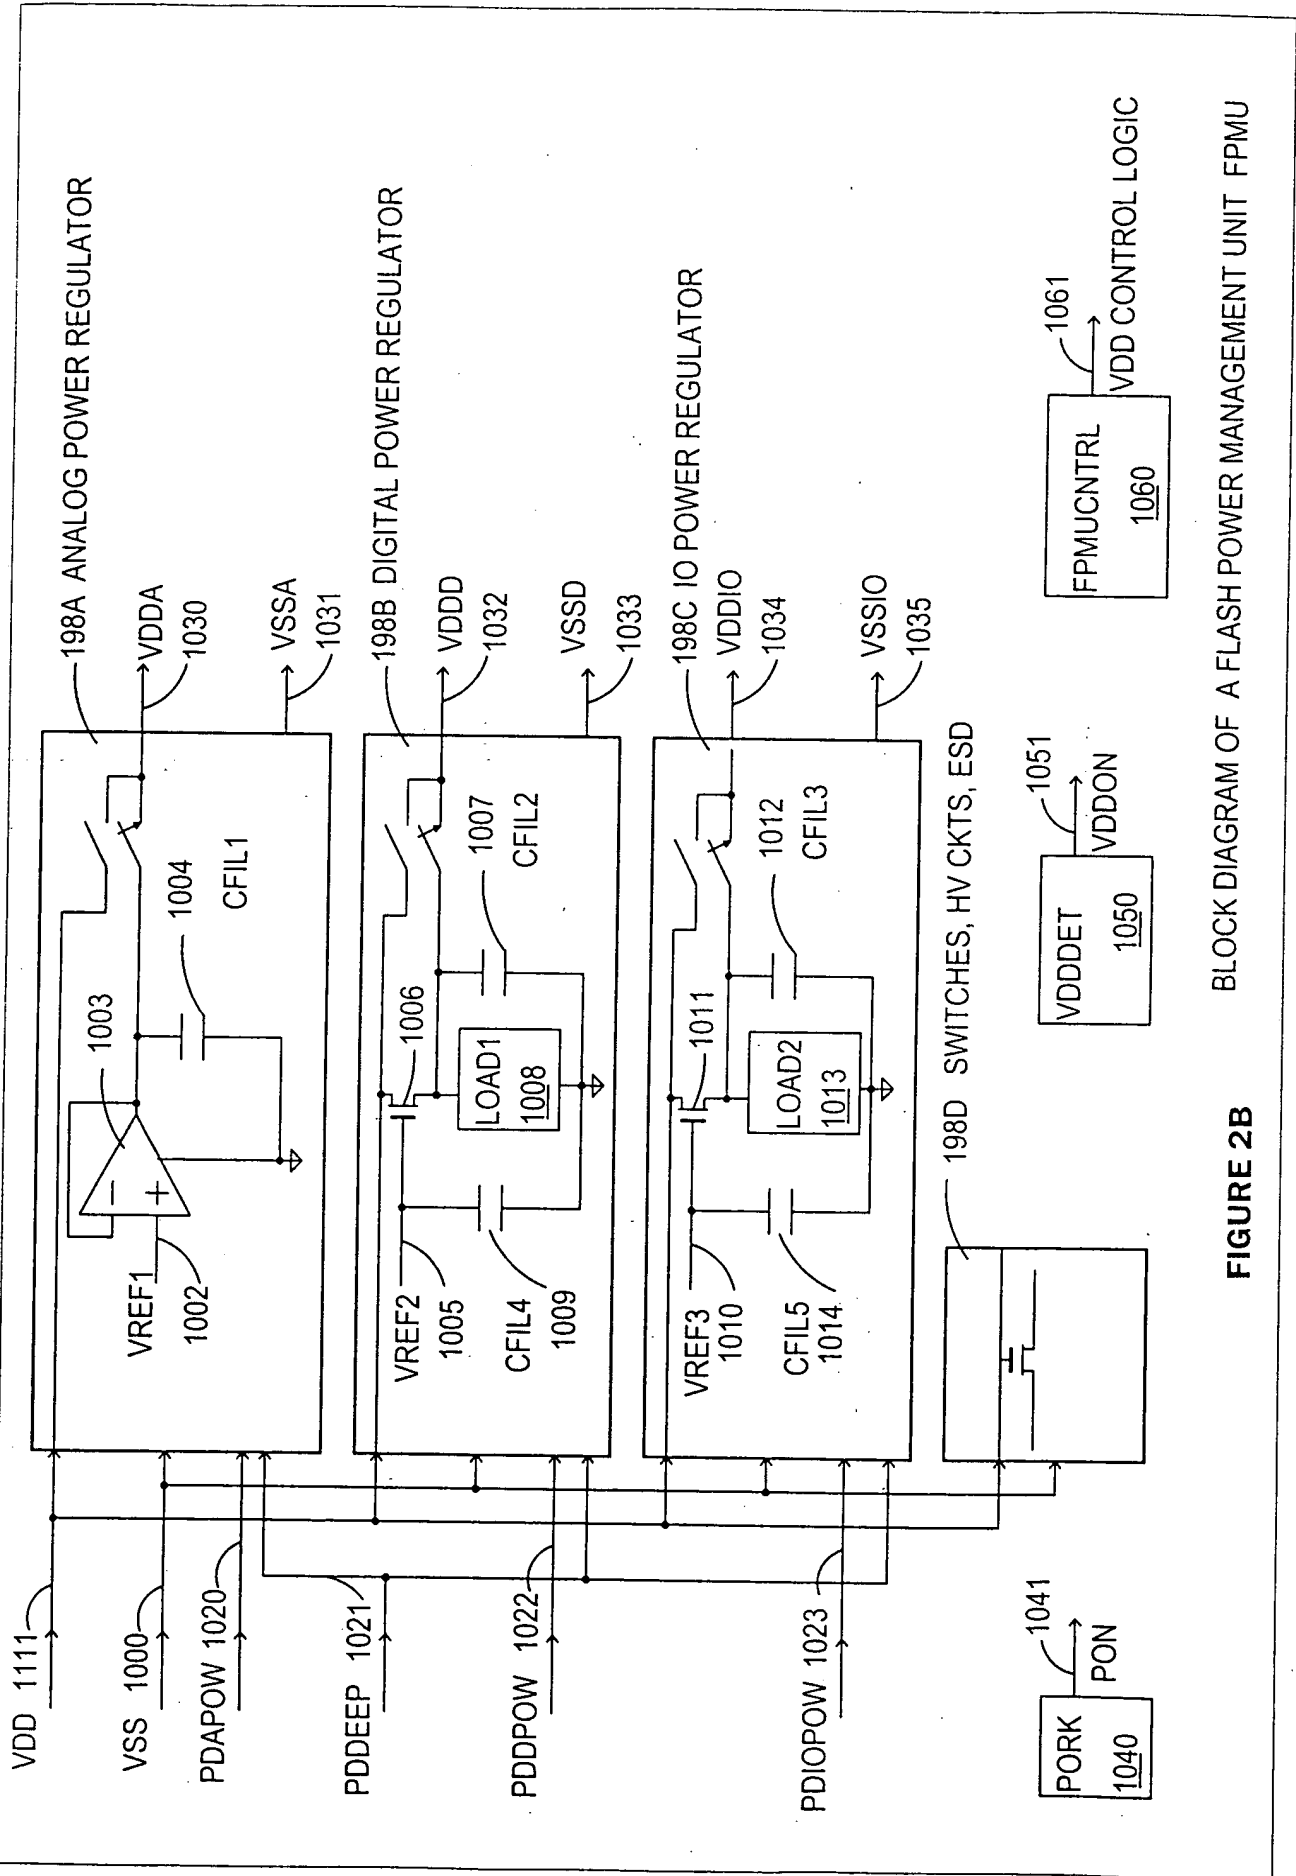 VDD 1111
VSS 1000
PDAPOW 1020
PDDEEP 1021
PDDPOW 1022
PDIOPOW 1023
198A ANALOG POWER REGULATOR
VREF1
1002
-
+
1003
1004
CFIL1
VDDA
1030
VSSA
1031
198B DIGITAL POWER REGULATOR
VREF2
1005
CFIL4
1009
1006
LOAD1
1008
1007
CFIL2
VDDD
1032
VSSD
1033
198C IO POWER REGULATOR
VREF3
1010
CFIL5
1014
1011
LOAD2
1013
1012
CFIL3
VDDIO
1034
VSSIO
1035
198D SWITCHES, HV CKTS, ESD
PORK
1040
1041
PON
VDDDET
1050
1051
VDDON
FPMUCNTRL
1060
1061
VDD CONTROL LOGIC
BLOCK DIAGRAM OF A FLASH POWER MANAGEMENT UNIT FPMU
FIGURE 2B